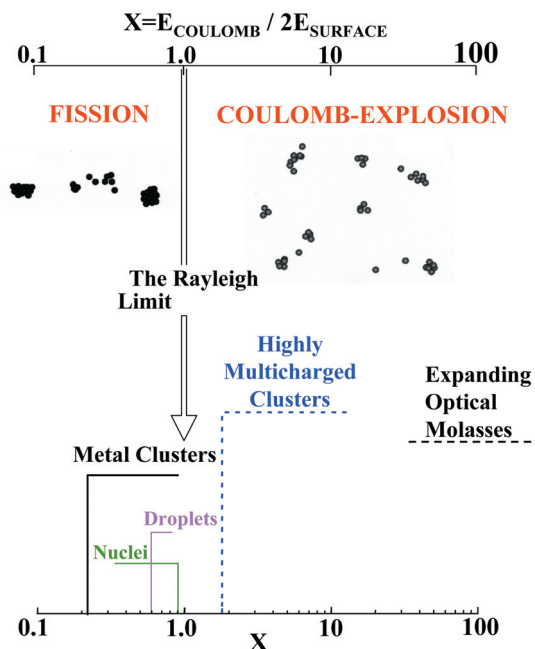 X=E_COULOMB / 2E_SURFACE
0.1 1.0 10 100
FISSION COULOMB-EXPLOSION
The Rayleigh
Limit
Highly
Multicharged
Clusters
Expanding
Optical
Molasses
Metal Clusters
Droplets
Nuclei
0.1 1.0 10 100
X